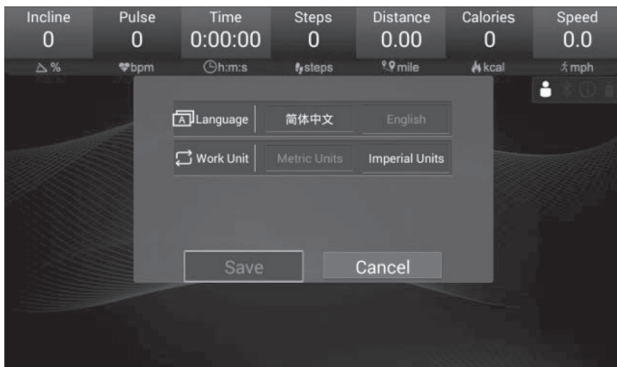 Incline Pulse Time Steps Distance Calories Speed
0 0 0:00:00 0 0.00 0 0.0
% bpm h:m:s steps mile kcal mph
A Language 简体中文 English
Work Unit Metric Units Imperial Units
Save Cancel